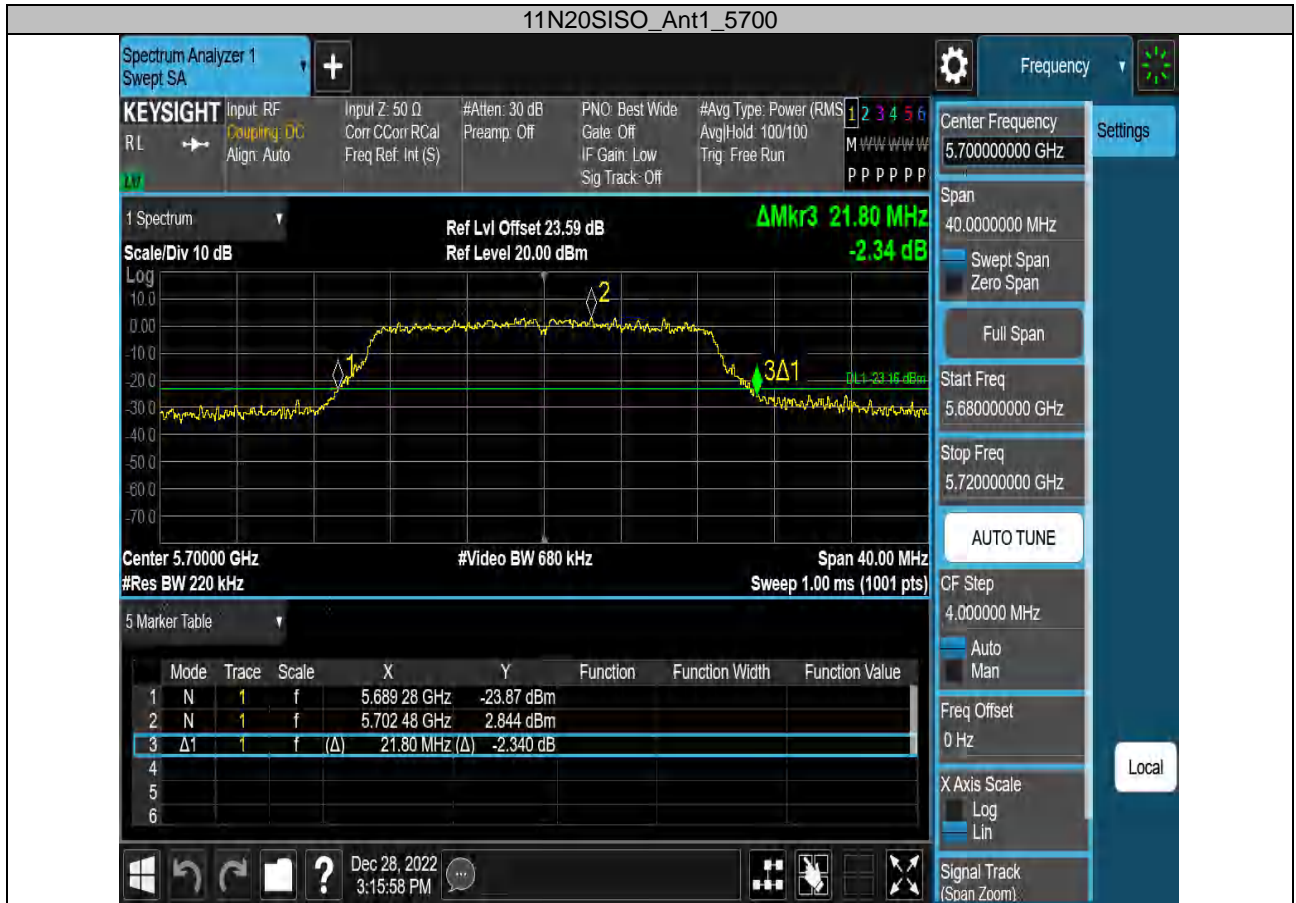 11N20SISO_Ant1_5700
Spectrum Analyzer 1
Swept SA
Frequency
KEYSIGHT
RL
Input: RF
Coupling: DC
Align: Auto
Input Z: 50 Ω
Corr CCorr RCal
Freq Ref: Int (S)
#Atten: 30 dB
Preamp: Off
PNO: Best Wide
Gate: Off
IF Gain: Low
Sig Track: Off
#Avg Type: Power (RMS
Avg|Hold: 100/100
Trig: Free Run
1 2 3 4 5 6
M W W W W W
P P P P P P
Center Frequency
5.700000000 GHz
Settings
Span
40.0000000 MHz
Swept Span
Zero Span
Full Span
Start Freq
5.680000000 GHz
Stop Freq
5.720000000 GHz
AUTO TUNE
CF Step
4.000000 MHz
Auto
Man
Freq Offset
0 Hz
X Axis Scale
Log
Lin
Signal Track
(Span Zoom)
Local
1 Spectrum
Scale/Div 10 dB
Ref Lvl Offset 23.59 dB
Ref Level 20.00 dBm
ΔMkr3 21.80 MHz
-2.34 dB
Log
10.0
0.00
-10.0
-20.0
-30.0
-40.0
-50.0
-60.0
-70.0
1
2
3Δ1
DL1 -23.16 dBm
Center 5.70000 GHz
#Video BW 680 kHz
Span 40.00 MHz
#Res BW 220 kHz
Sweep 1.00 ms (1001 pts)
5 Marker Table
Mode Trace Scale X Y Function Function Width Function Value
1 N 1 f 5.689 28 GHz -23.87 dBm
2 N 1 f 5.702 48 GHz 2.844 dBm
3 Δ1 1 f (Δ) 21.80 MHz (Δ) -2.340 dB
4
5
6
?
Dec 28, 2022
3:15:58 PM